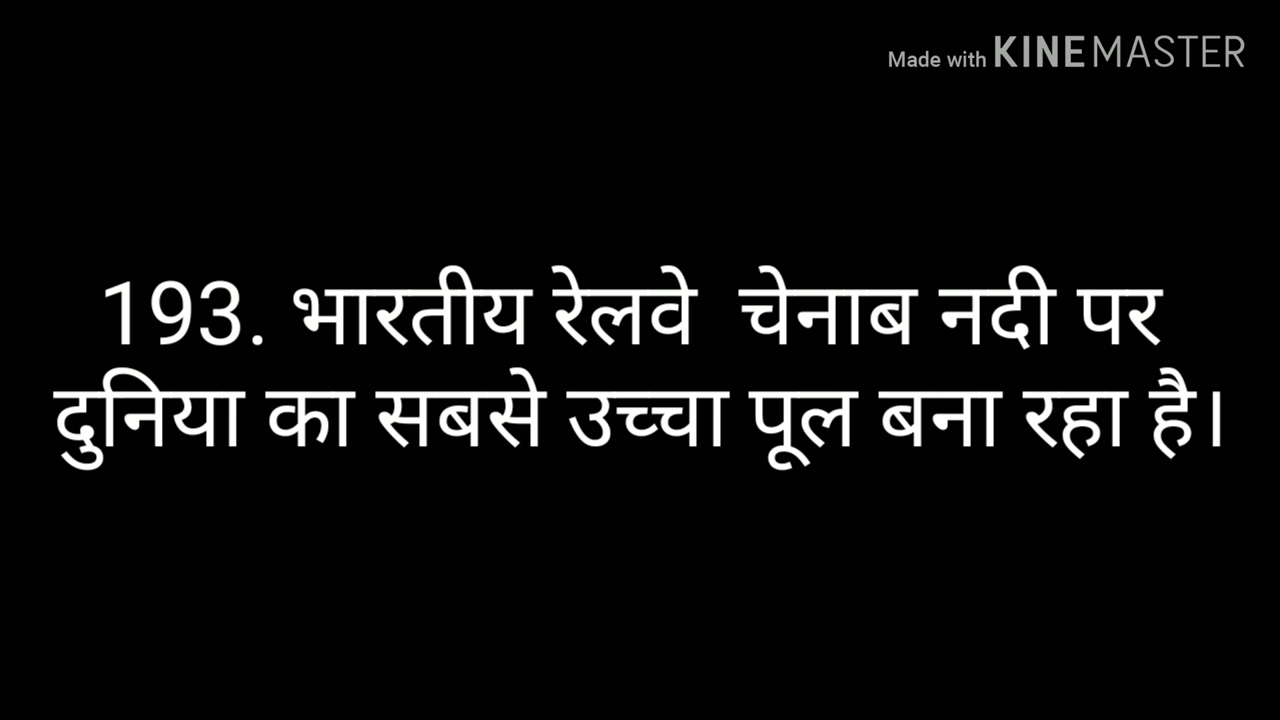 Made with KINEMASTER
193. भारतीय रेलवे चेनाब नदी पर
दुनिया का सबसे उच्चा पूल बना रहा है।